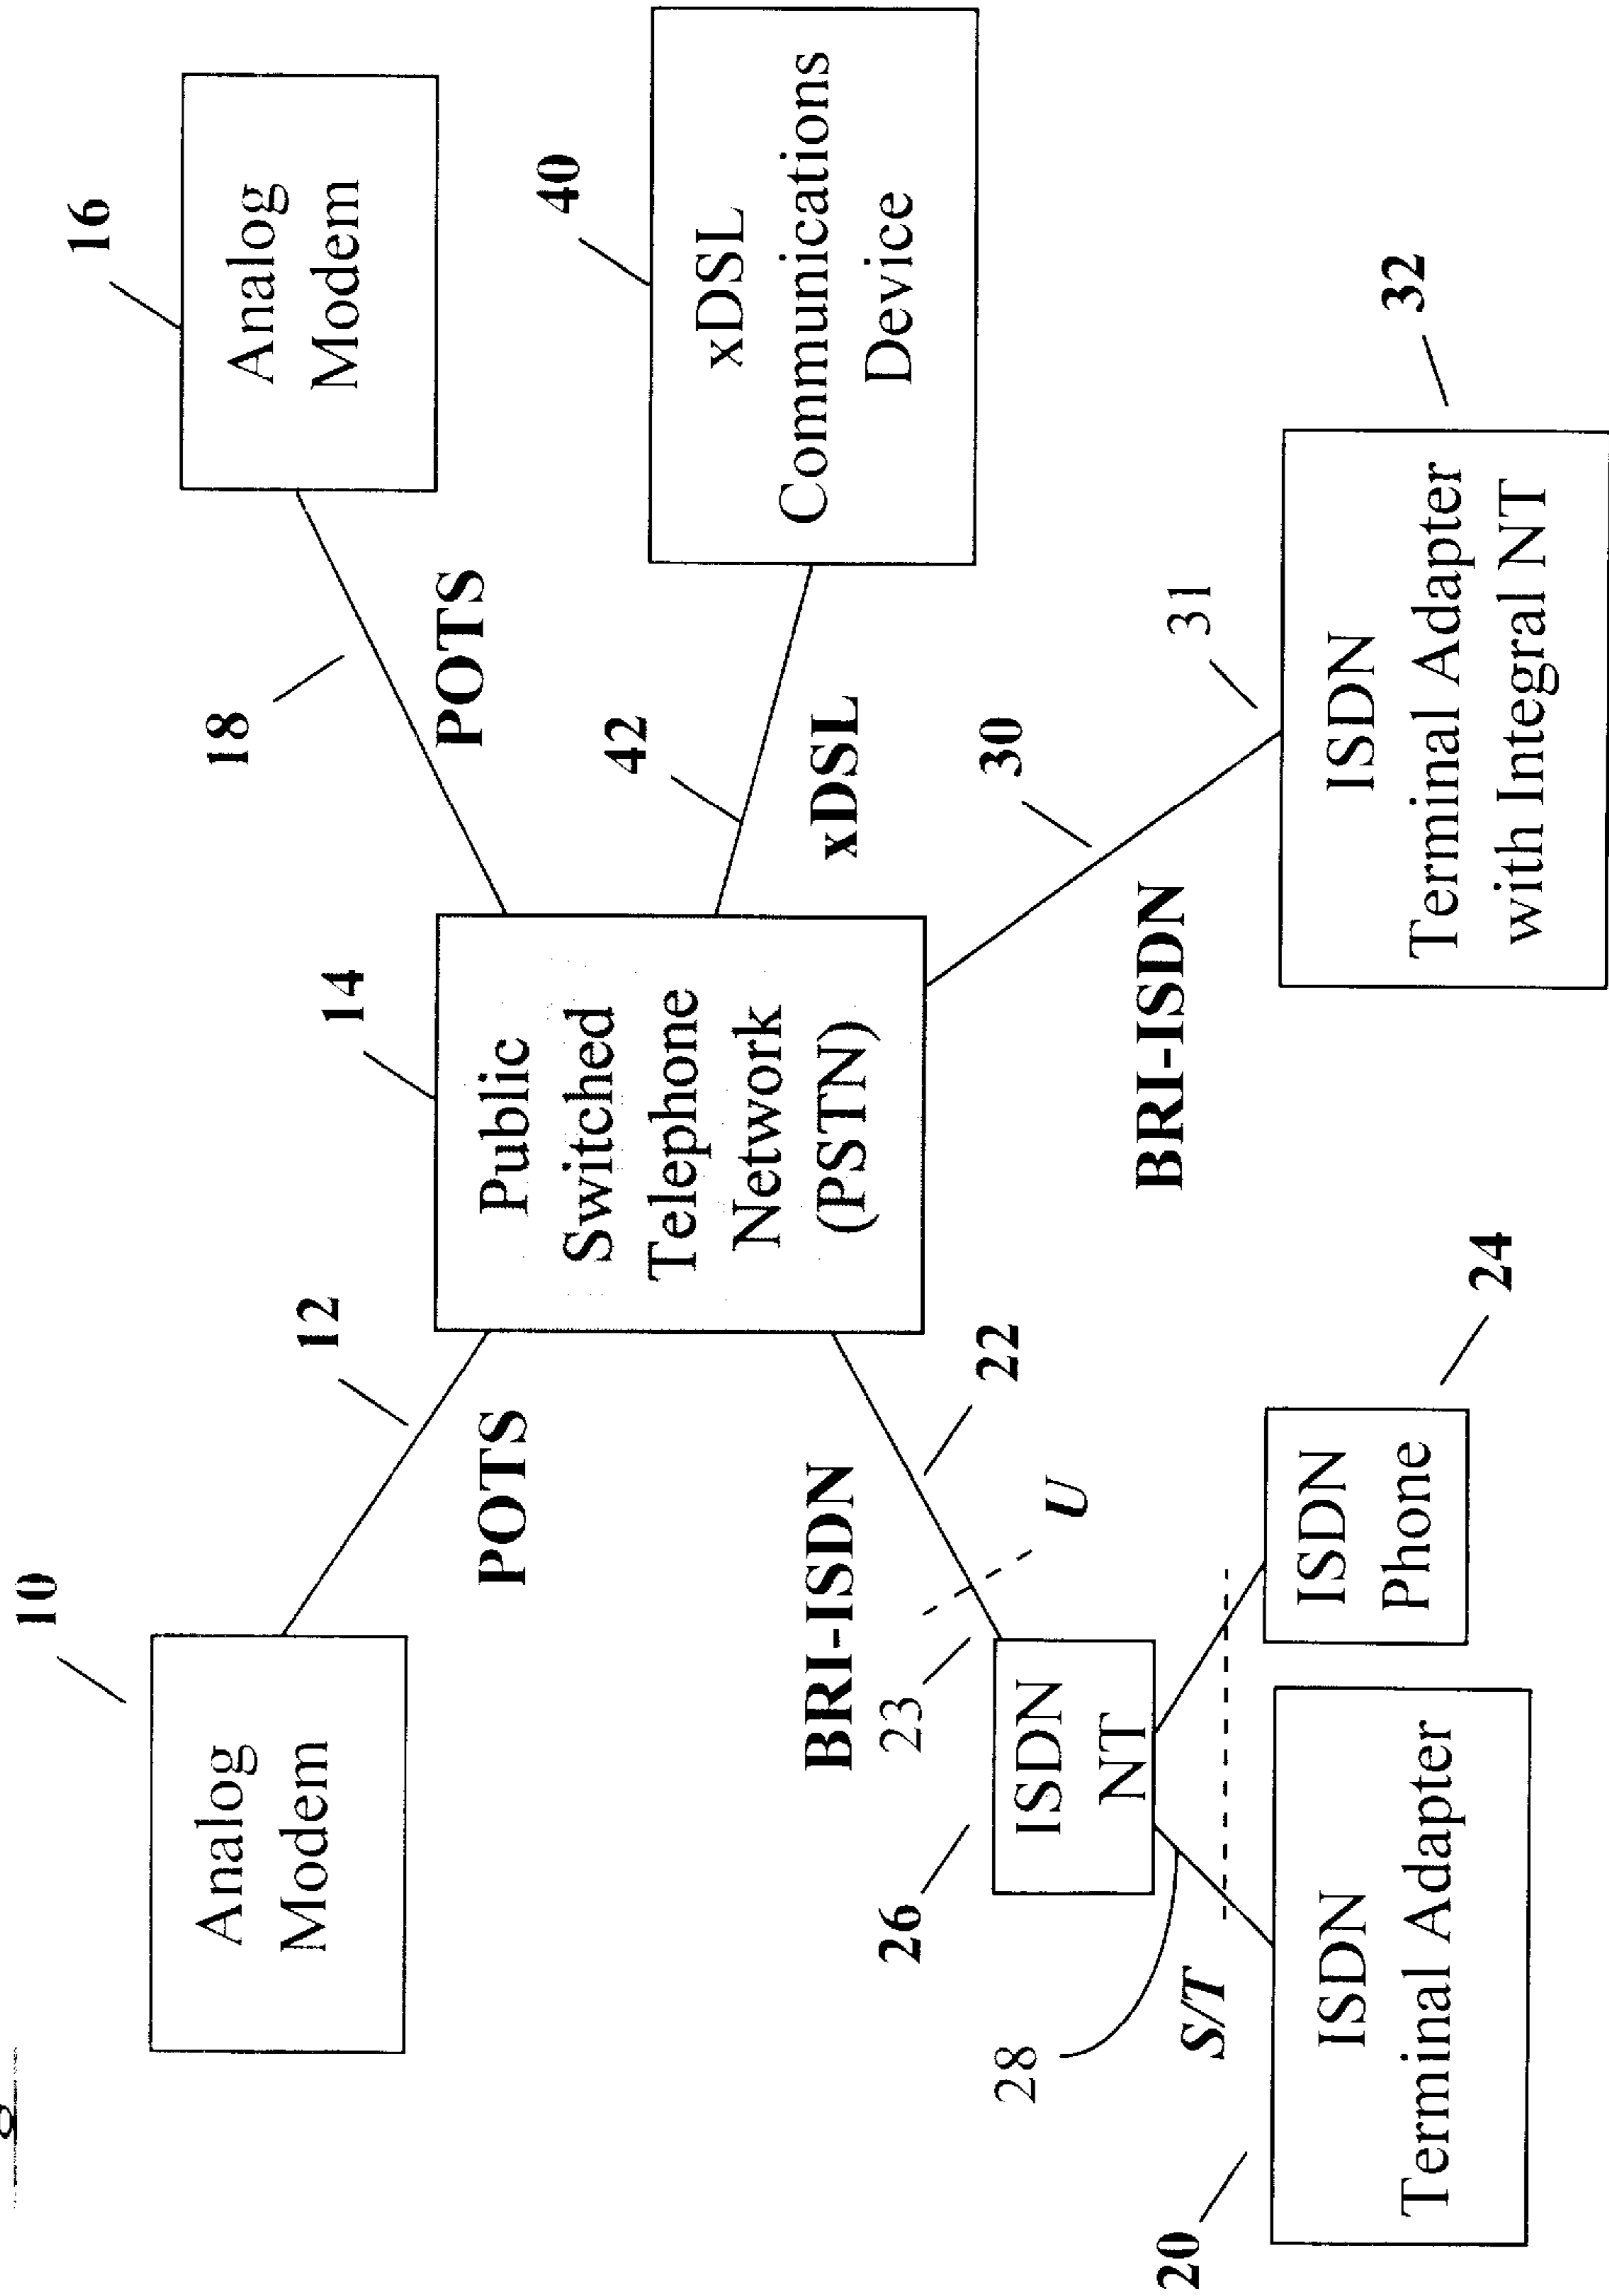 10
Analog
Modem
12
POTS
14
Public
Switched
Telephone
Network
(PSTN)
16
Analog
Modem
18
POTS
40
xDSL
Communications
Device
42
xDSL
BRI-ISDN
22
23
U
26
ISDN
NT
28
S/T
20
ISDN
Terminal Adapter
24
ISDN
Phone
30
BRI-ISDN
31
32
ISDN
Terminal Adapter
with Integral NT